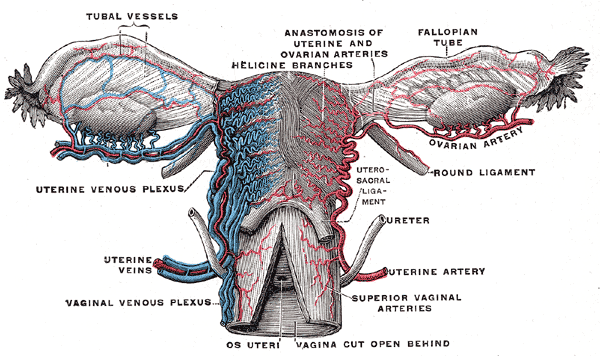 TUBAL VESSELS
ANASTOMOSIS OF
UTERINE AND
OVARIAN ARTERIES
HELICINE BRANCHES
FALLOPIAN
TUBE
OVARIAN ARTERY
ROUND LIGAMENT
UTERINE VENOUS PLEXUS
UTERO-
SACRAL
LIGA-
MENT
URETER
UTERINE
VEINS
UTERINE ARTERY
VAGINAL VENOUS PLEXUS
SUPERIOR VAGINAL
ARTERIES
OS UTERI
VAGINA CUT OPEN BEHIND